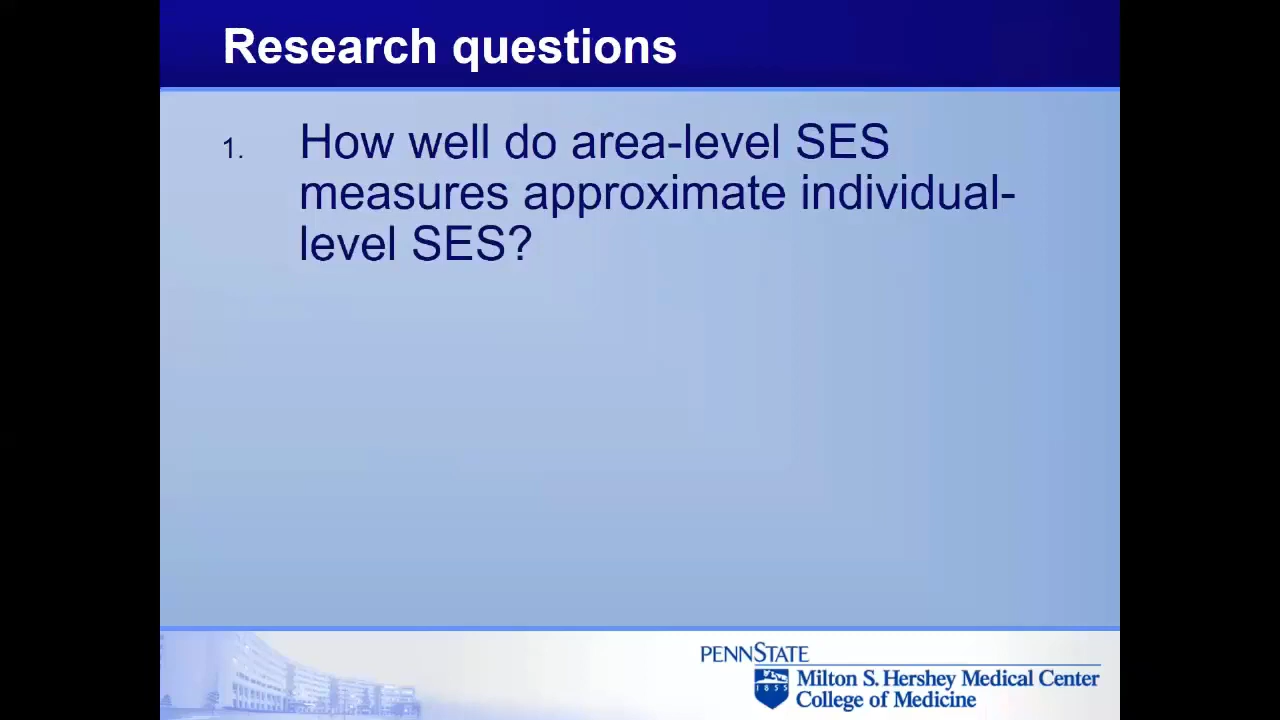 Research questions
1. How well do area-level SES
measures approximate individual-
level SES?
PENNSTATE
1855
Milton S. Hershey Medical Center
College of Medicine